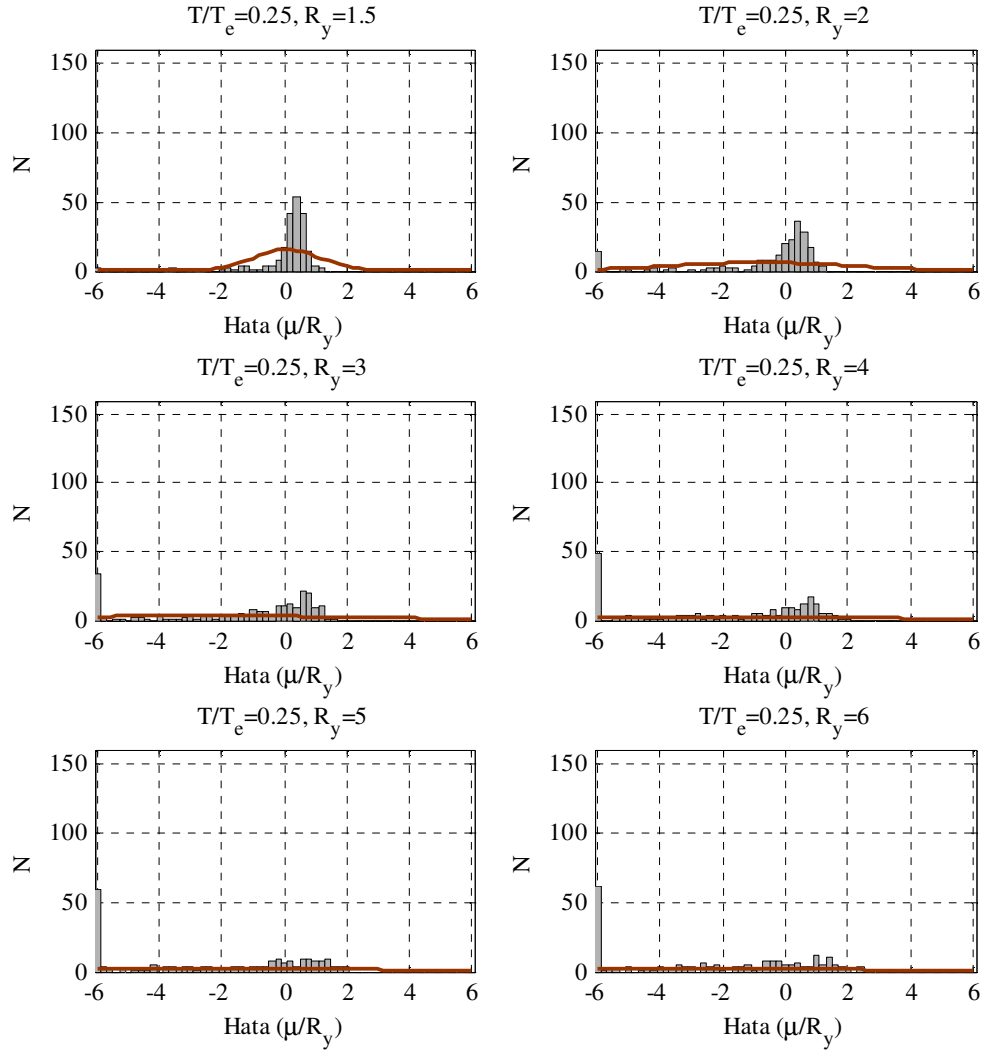 T/T_e=0.25, R_y=1.5
150
100
50
0
N
-6 -4 -2 0 2 4 6
Hata (μ/R_y)
T/T_e=0.25, R_y=2
150
100
50
0
N
-6 -4 -2 0 2 4 6
Hata (μ/R_y)
T/T_e=0.25, R_y=3
150
100
50
0
N
-6 -4 -2 0 2 4 6
Hata (μ/R_y)
T/T_e=0.25, R_y=4
150
100
50
0
N
-6 -4 -2 0 2 4 6
Hata (μ/R_y)
T/T_e=0.25, R_y=5
150
100
50
0
N
-6 -4 -2 0 2 4 6
Hata (μ/R_y)
T/T_e=0.25, R_y=6
150
100
50
0
N
-6 -4 -2 0 2 4 6
Hata (μ/R_y)